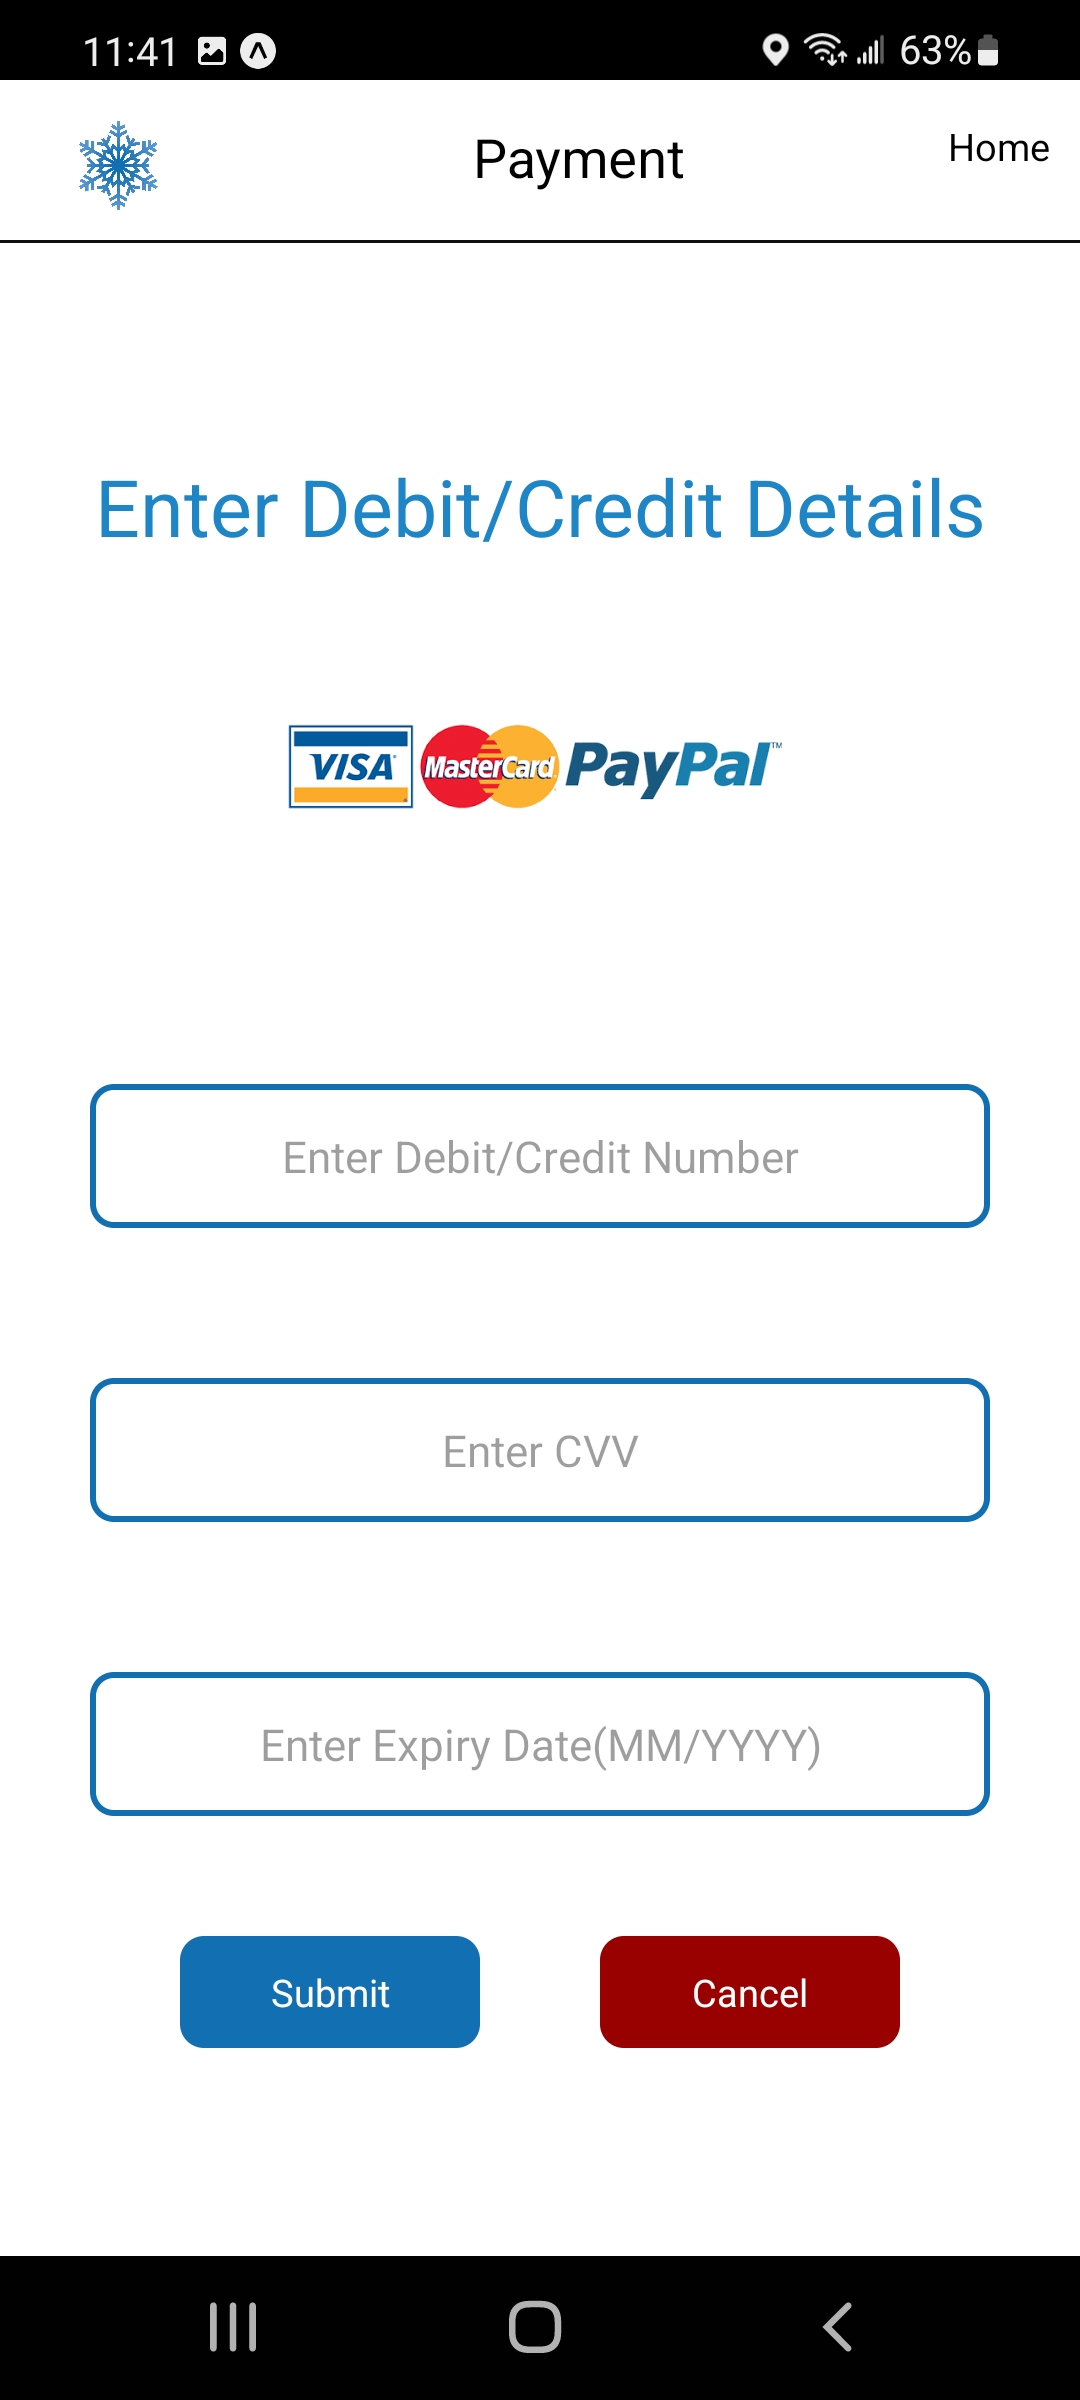 11:41 63%
Payment
Home
Enter Debit/Credit Details
VISA MasterCard PayPal™
Enter Debit/Credit Number
Enter CVV
Enter Expiry Date(MM/YYYY)
Submit Cancel